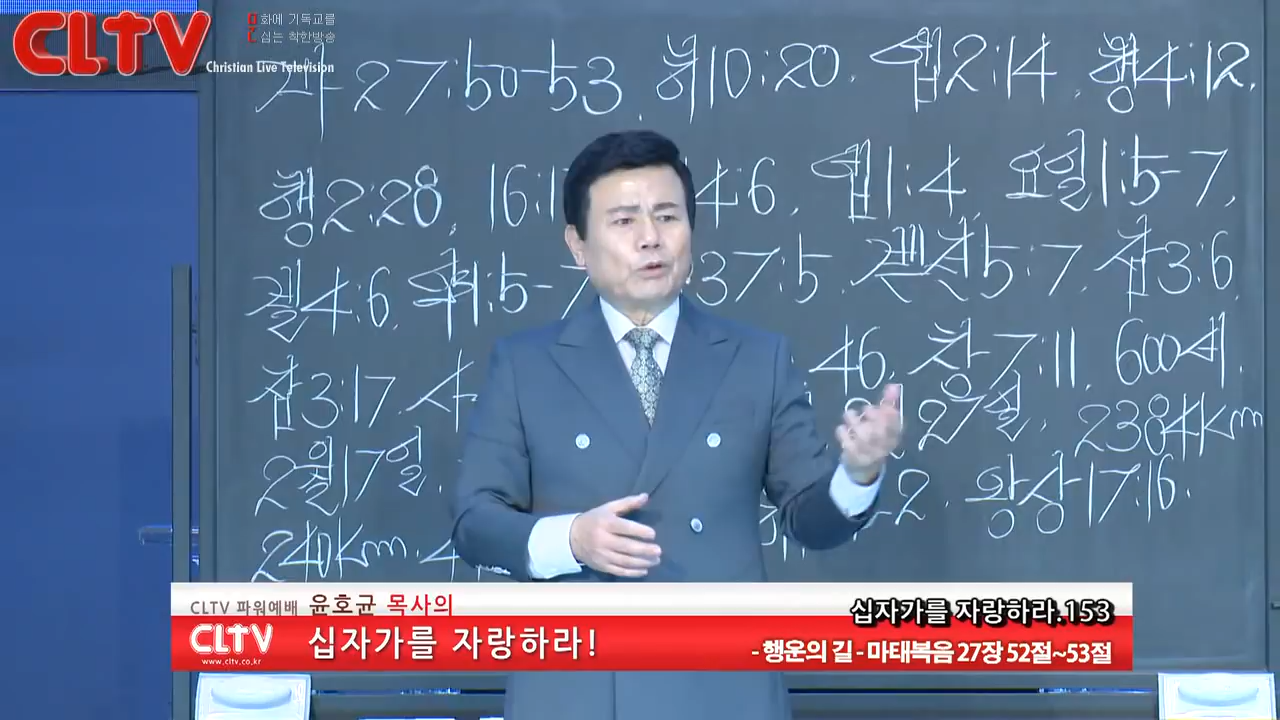 CLTV
문화에 기독교를
심는 착한방송
Christian Live Television
마 27:50-53. 히10:20. 엡2:14. 행4:12.
행2:28. 16:1 4:6. 엡1:4. 요일1:5-7.
빌4:6. 5-7 37:5. 5:7. 잠3:6.
잠3:17. 46. 창7:11. 600세.
2월17일. 27일. 2384Km
2. 왕상17:16.
240Km.
CLTV 파워예배 윤호균 목사의
십자가를 자랑하라.153
CLTV
www.cltv.co.kr
십자가를 자랑하라!
- 행운의 길 - 마태복음 27장 52절~53절